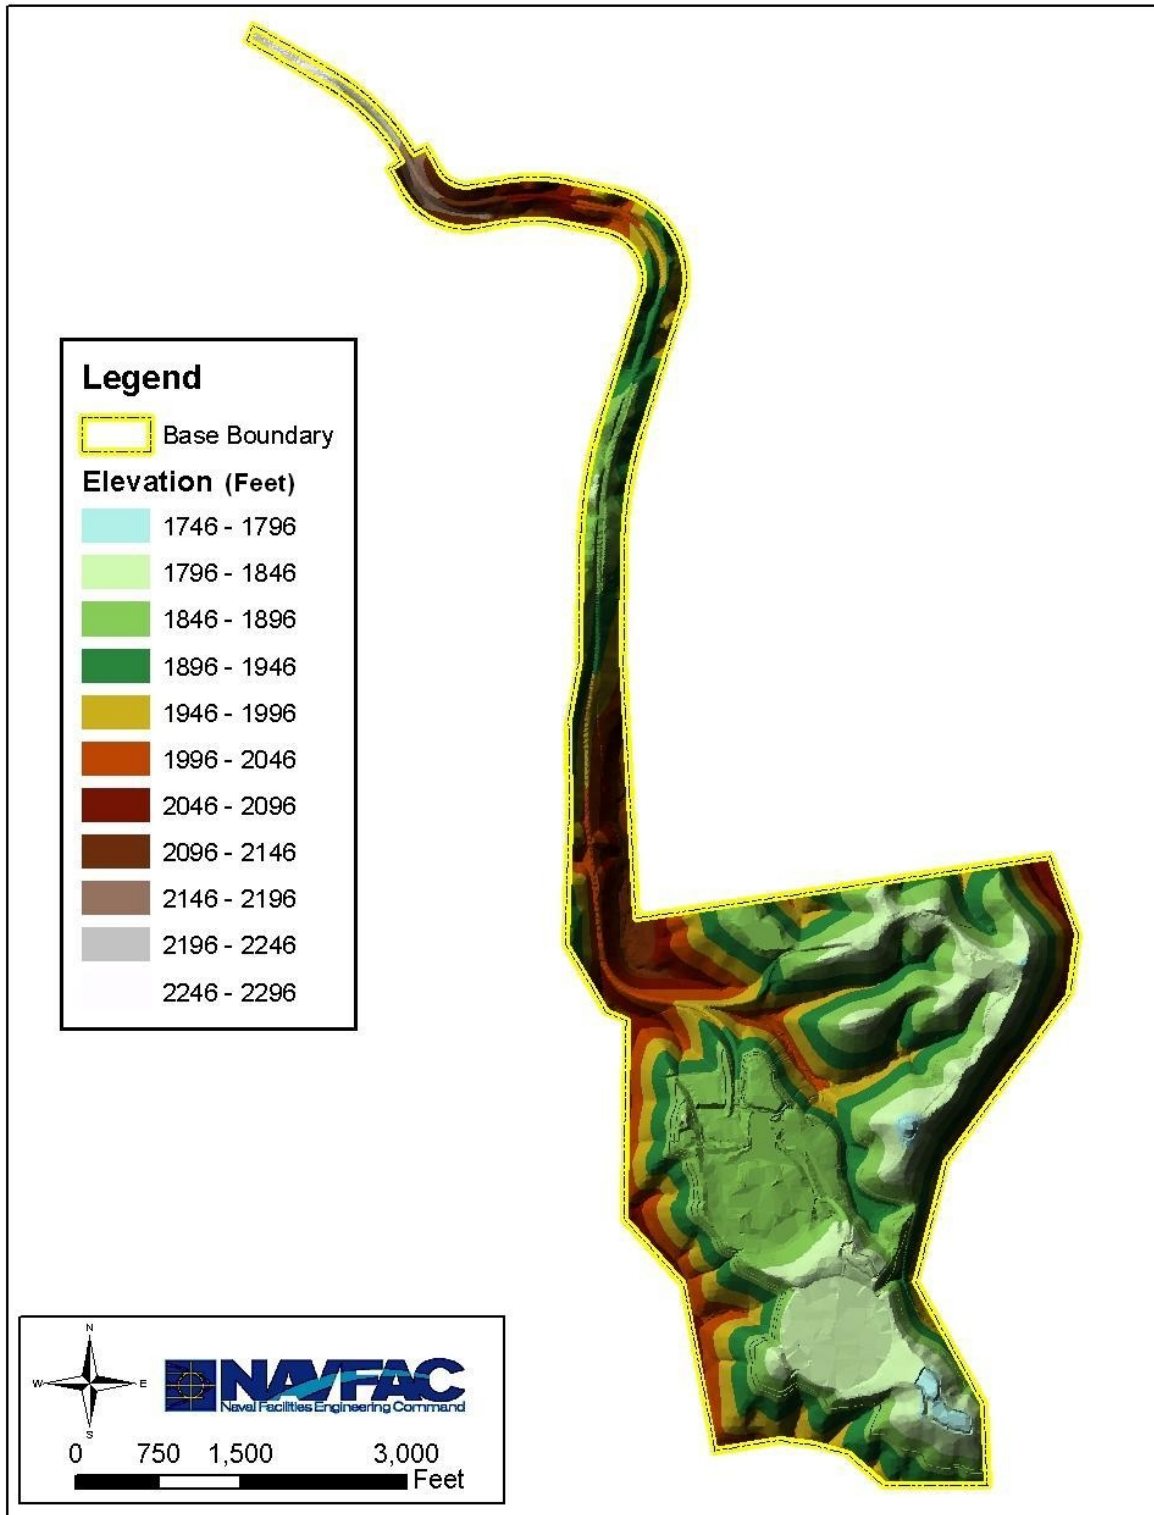 Legend
Base Boundary
Elevation (Feet)
1746 - 1796
1796 - 1846
1846 - 1896
1896 - 1946
1946 - 1996
1996 - 2046
2046 - 2096
2096 - 2146
2146 - 2196
2196 - 2246
2246 - 2296
N
W E
S
NAVFAC
Naval Facilities Engineering Command
0 750 1,500 3,000
Feet